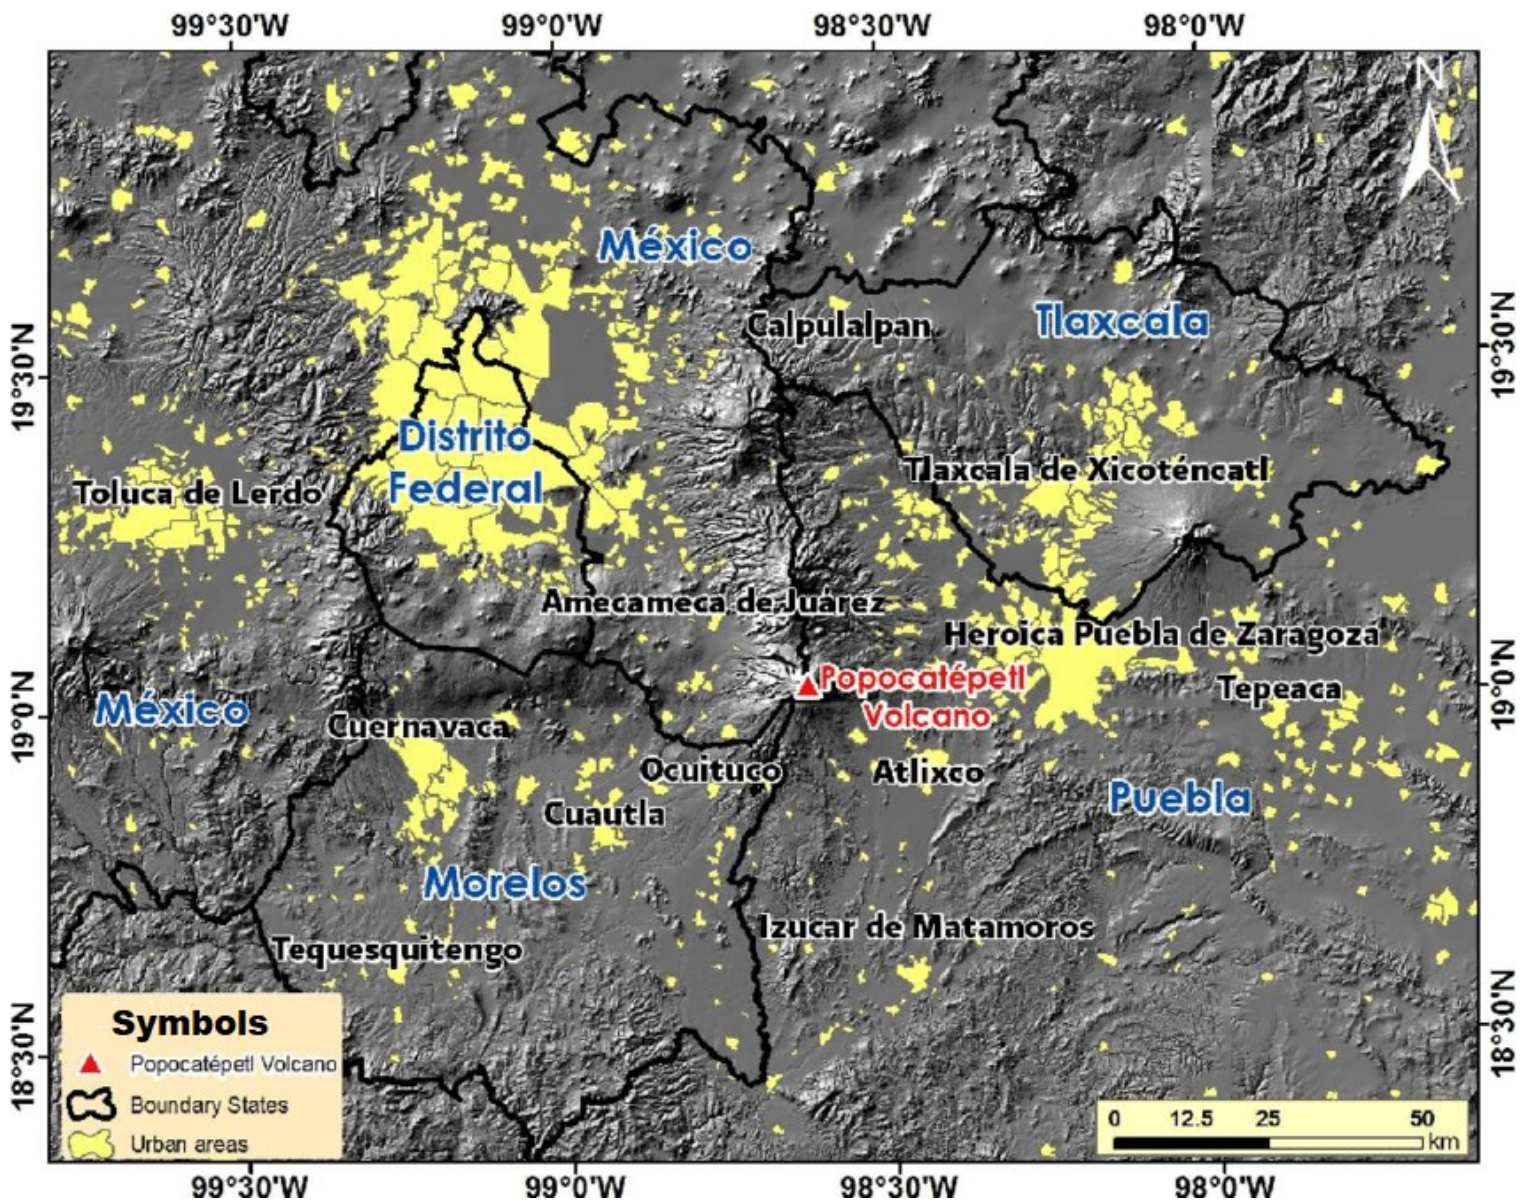 99°30'W 99°0'W 98°30'W 98°0'W
N
México
19°30'N
Calpulalpan
Tlaxcala
19°30'N
Distrito
Federal
Tlaxcala de Xicoténcatl
Toluca de Lerdo
Amecameca de Juárez
Heroica Puebla de Zaragoza
Popocatépetl
Volcano
Tepeaca
19°0'N
México
19°0'N
Cuernavaca
Ocuituco
Atlixco
Puebla
Cuautla
Morelos
Izucar de Matamoros
Tequesquitengo
18°30'N
18°30'N
Symbols
Popocatépetl Volcano
Boundary States
Urban areas
0 12.5 25 50
km
99°30'W 99°0'W 98°30'W 98°0'W